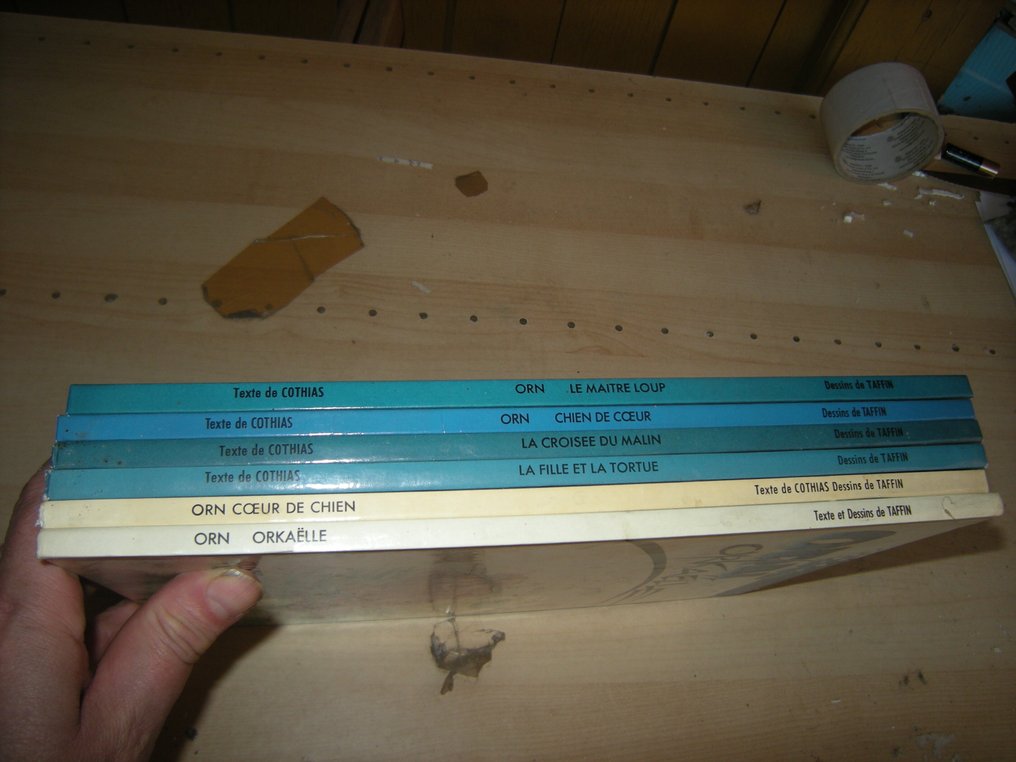 Texte de COTHIAS ORN LE MAITRE LOUP Dessins de TAFFIN
Texte de COTHIAS ORN CHIEN DE CŒUR Dessins de TAFFIN
Texte de COTHIAS LA CROISEE DU MALIN Dessins de TAFFIN
Texte de COTHIAS LA FILLE ET LA TORTUE Dessins de TAFFIN
ORN CŒUR DE CHIEN Texte de COTHIAS Dessins de TAFFIN
ORN ORKAËLLE Texte et Dessins de TAFFIN